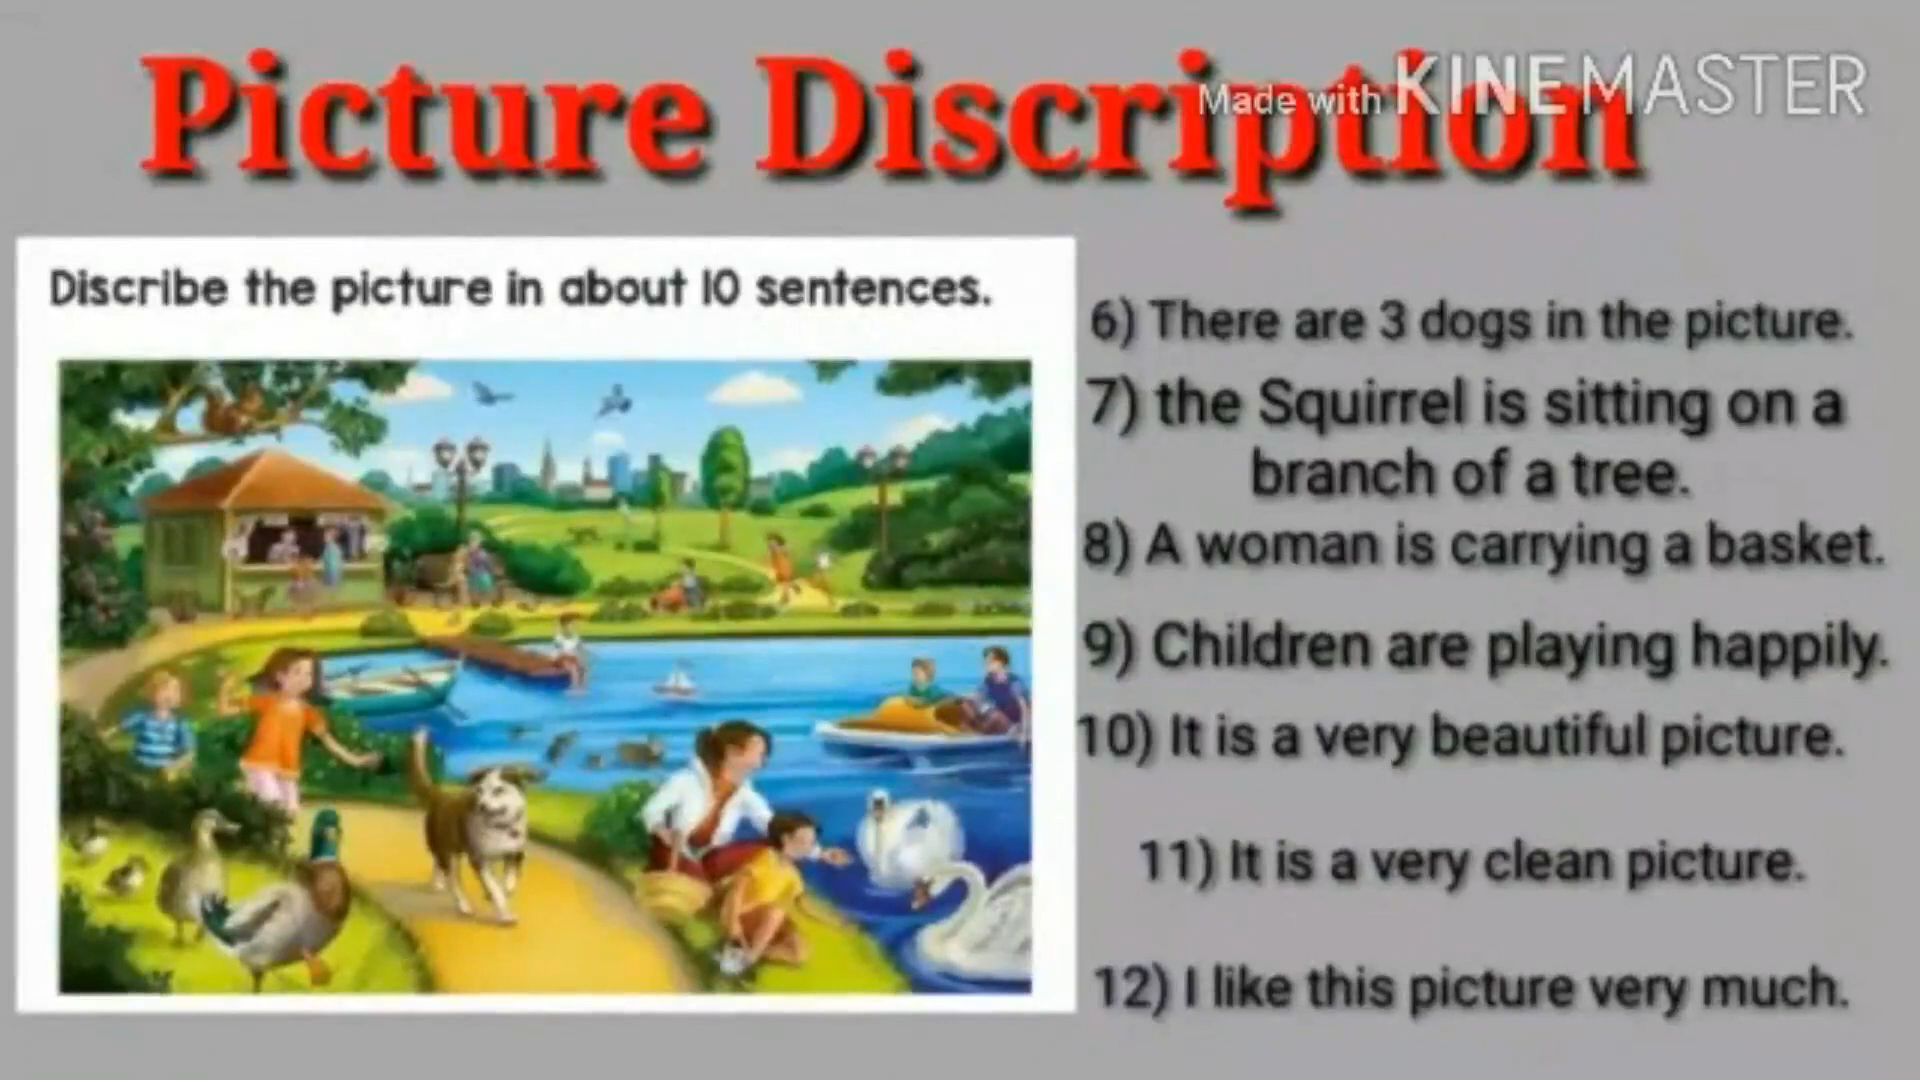 Picture Discription
Made with KINEMASTER
Discribe the picture in about 10 sentences.
6) There are 3 dogs in the picture.
7) the Squirrel is sitting on a
branch of a tree.
8) A woman is carrying a basket.
9) Children are playing happily.
10) It is a very beautiful picture.
11) It is a very clean picture.
12) I like this picture very much.